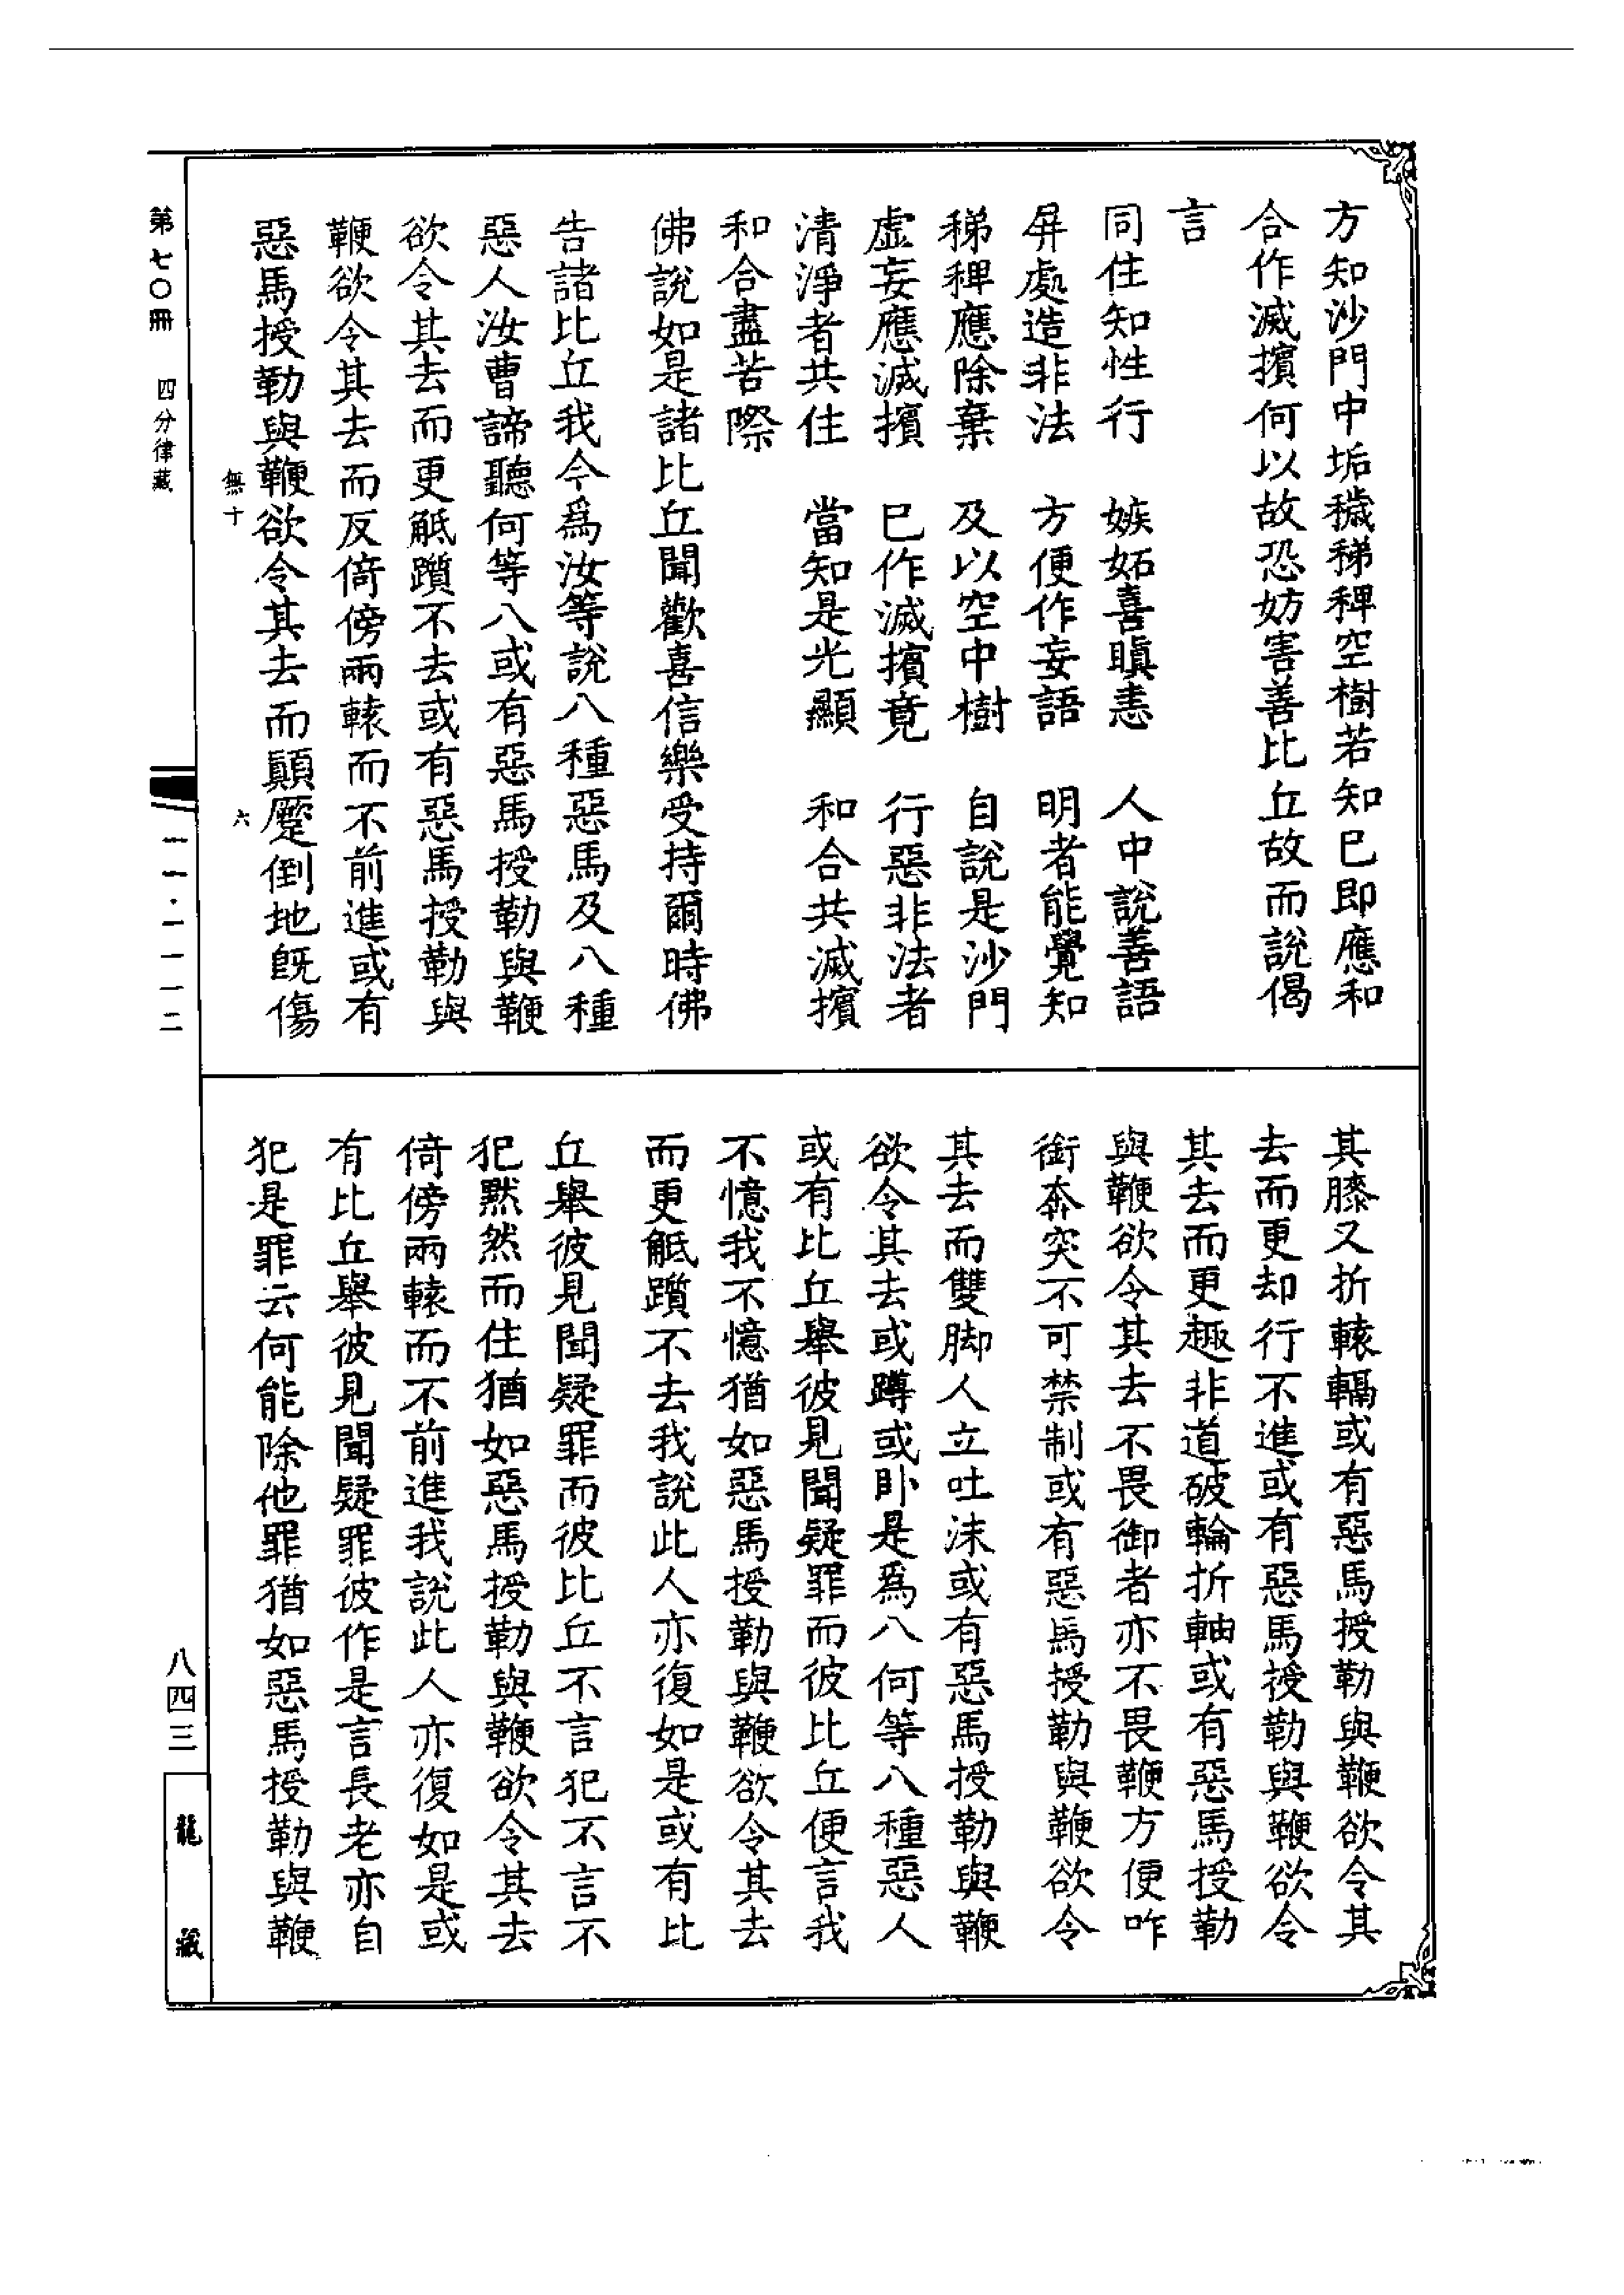 方知沙門中垢穢稊稗空樹若知已即應和
合作滅擯何以故恐妨害善比丘故而說偈
言
同住知性行　嫉妬喜瞋恚　人中說善語
屏處造非法　方便作妄語　明者能覺知
稊稗應除棄　及以空中樹　自說是沙門
虛妄應滅擯　已作滅擯竟　行惡非法者
清淨者共住　當知是光顯　和合共滅擯
和合盡苦際
佛說如是諸比丘聞歡喜信樂受持爾時佛
告諸比丘我今為汝等說八種惡馬及八種
惡人汝曹諦聽何等八或有惡馬授勒與鞭
欲令其去而更觝躓不去或有惡馬授勒與
鞭欲令其去而反倚傍兩轅而不前進或有
惡馬授勒與鞭欲令其去而顛蹷倒地既傷
其膝又折轅輻或有惡馬授勒與鞭欲令其
去而更却行不進或有惡馬授勒與鞭欲令
其去而更趣非道破輪折軸或有惡馬授勒
與鞭欲令其去不畏御者亦不畏鞭方便咋
銜奔突不可禁制或有惡馬授勒與鞭欲令
其去而雙脚人立吐沫或有惡馬授勒與鞭
欲令其去或蹲或臥是為八何等八種惡人
或有比丘舉彼見聞疑罪而彼比丘便言我
不憶我不憶猶如惡馬授勒與鞭欲令其去
而更觝躓不去我說此人亦復如是或有比
丘舉彼見聞疑罪而彼比丘不言犯不言不
犯默然而住猶如惡馬授勒與鞭欲令其去
倚傍兩轅而不前進我說此人亦復如是或
有比丘舉彼見聞疑罪彼作是言長老亦自
犯是罪云何能除他罪猶如惡馬授勒與鞭
無十　六
第七〇冊　四分律藏
一一·一一一二
八四三
龍藏